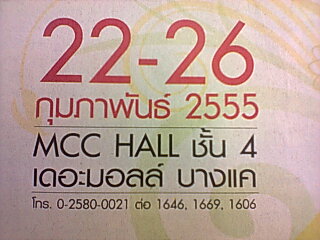 22-26
กุมภาพันธ์ 2555
MCC HALL ชั้น 4
เดอะมอลล์ บางแค
โทร. 0-2580-0021 ต่อ 1646, 1669, 1606